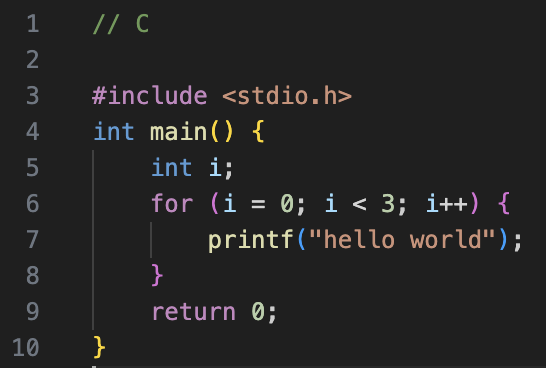 1 // C
2
3 #include <stdio.h>
4 int main() {
5     int i;
6     for (i = 0; i < 3; i++) {
7         printf("hello world");
8     }
9     return 0;
10 }